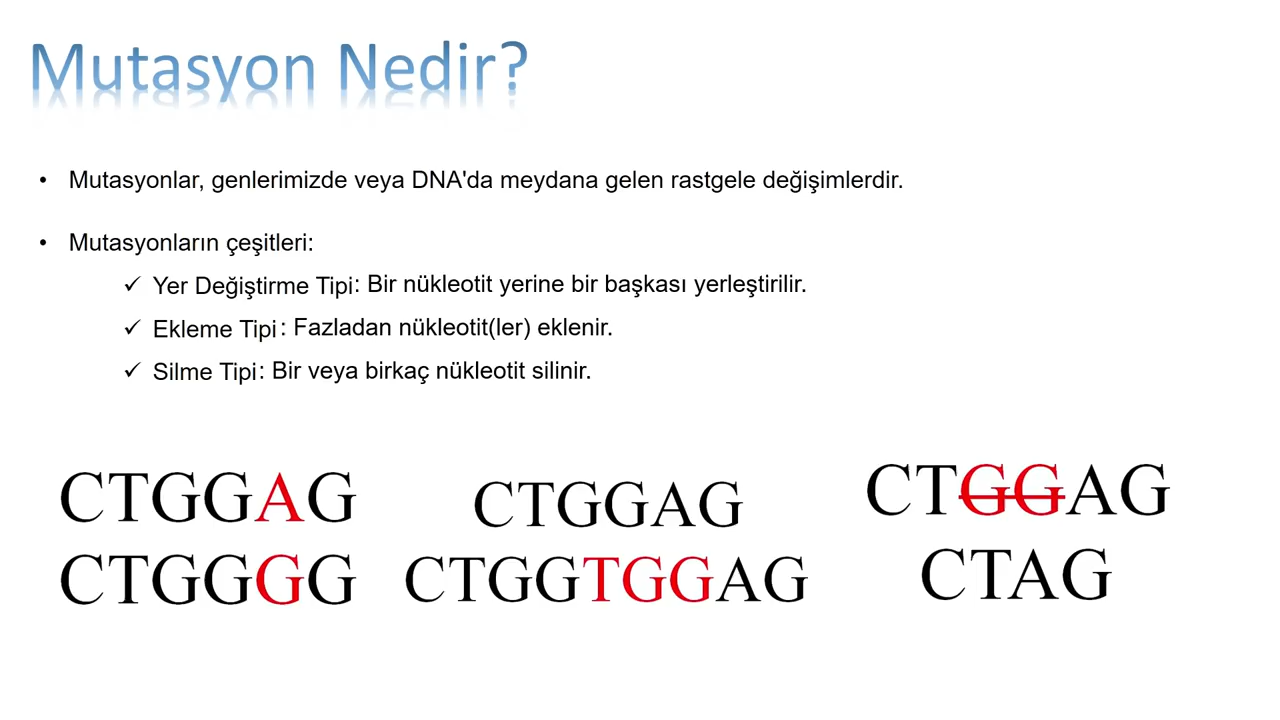 Mutasyon Nedir?
• Mutasyonlar, genlerimizde veya DNA'da meydana gelen rastgele değişimlerdir.
• Mutasyonların çeşitleri:
✓ Yer Değiştirme Tipi: Bir nükleotit yerine bir başkası yerleştirilir.
✓ Ekleme Tipi: Fazladan nükleotit(ler) eklenir.
✓ Silme Tipi: Bir veya birkaç nükleotit silinir.
CTGGAG
CTGGGG
CTGGAG
CTGGTGGAG
CTGGAG
CTAG